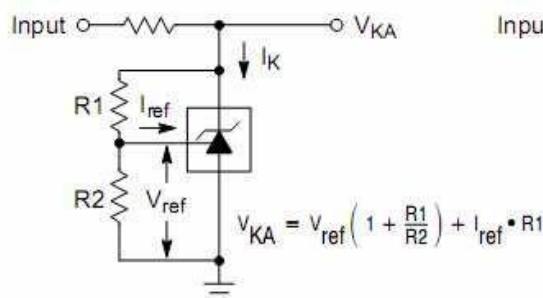 Input
V_KA
Inpu
I_K
R1
I_ref
R2
V_ref
V_KA = V_ref ( 1 + R1/R2 ) + I_ref • R1